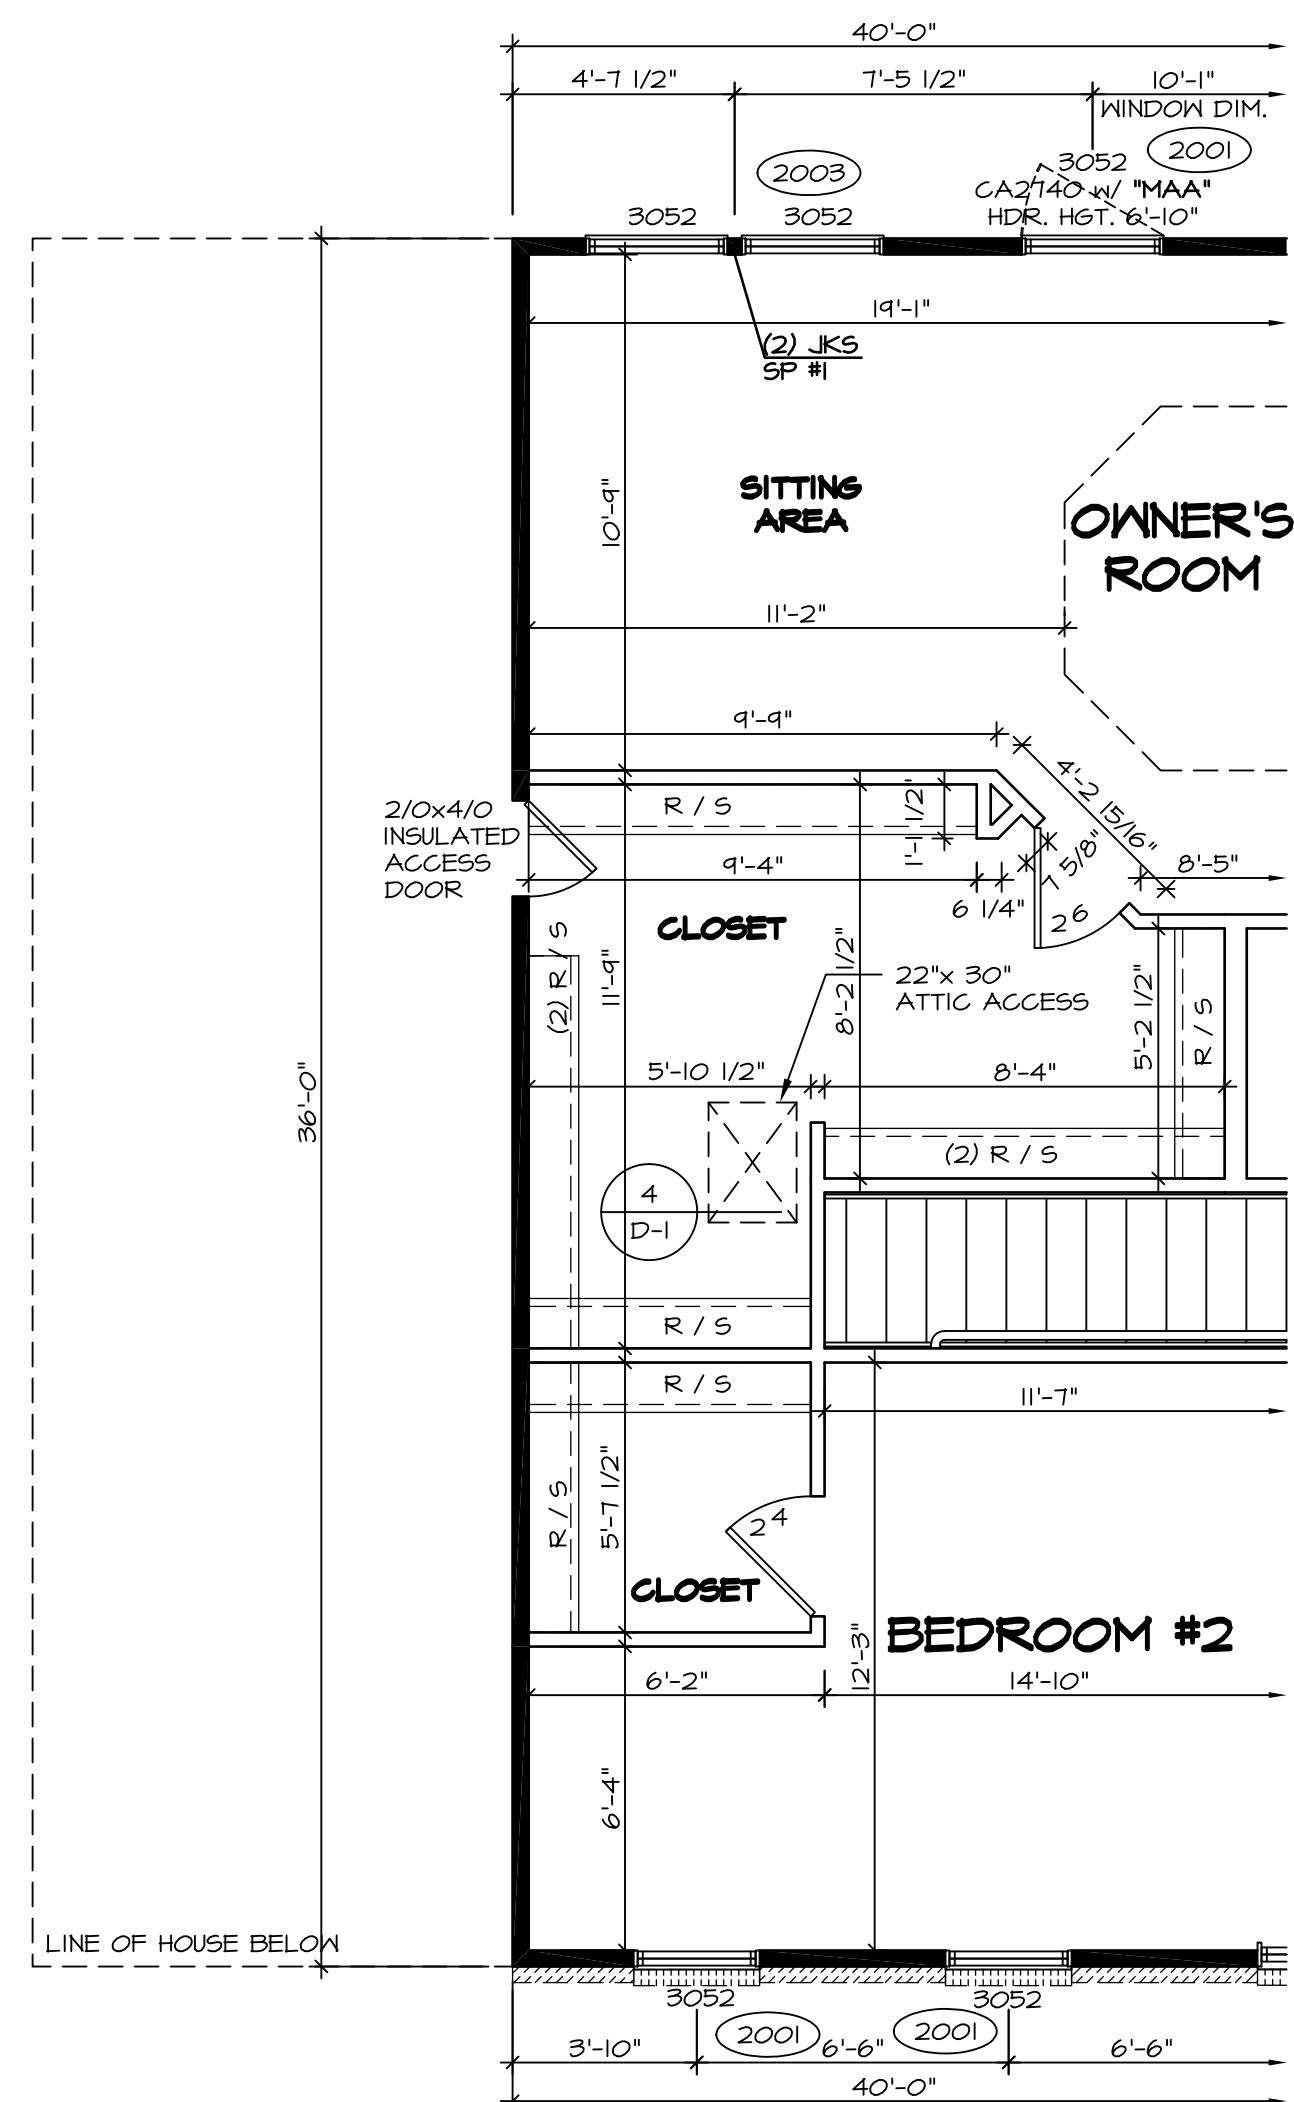 40'-0"
4'-7 1/2"
7'-5 1/2"
10'-1"
WINDOW DIM.
2003
3052
2001
CA2740 W/ "MAA"
HDR. HGT. 6'-10"
3052
3052
19'-1"
(2) JKS
SP #1
SITTING
AREA
10'-9"
OWNER'S
ROOM
11'-2"
9'-9"
4'-2 15/16"
2/0x4/0
INSULATED
ACCESS
DOOR
R / S
1'-1 1/2"
7 5/8"
9'-4"
8'-5"
6 1/4"
2 6
CLOSET
(2) R / S
11'-9"
8'-2 1/2"
22"x 30"
ATTIC ACCESS
5'-2 1/2"
R / S
5'-10 1/2"
8'-4"
36'-0"
(2) R / S
4
D-1
R / S
R / S
11'-7"
R / S
5'-7 1/2"
2 4
CLOSET
BEDROOM #2
12'-3"
6'-2"
14'-10"
6'-4"
LINE OF HOUSE BELOW
3052
3052
2001
2001
3'-10"
6'-6"
6'-6"
40'-0"